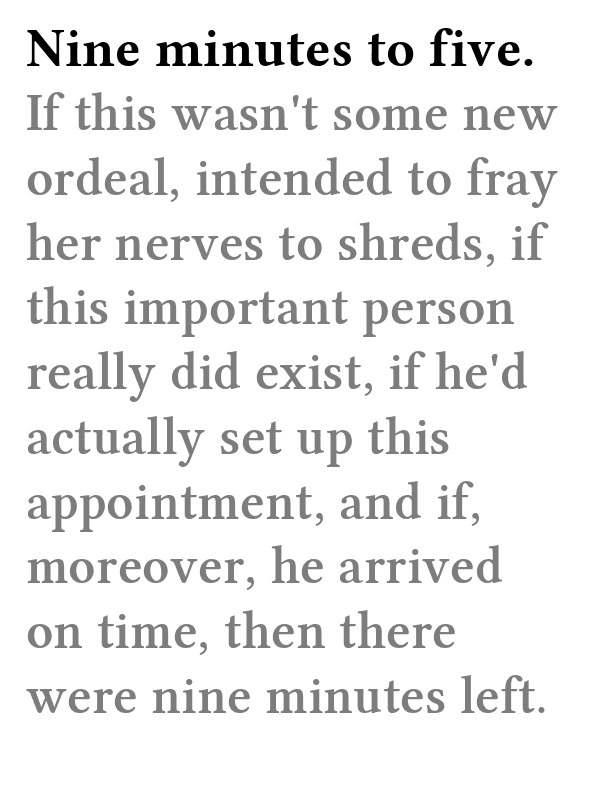 Nine minutes to five.
If this wasn't some new
ordeal, intended to fray
her nerves to shreds, if
this important person
really did exist, if he'd
actually set up this
appointment, and if,
moreover, he arrived
on time, then there
were nine minutes left.